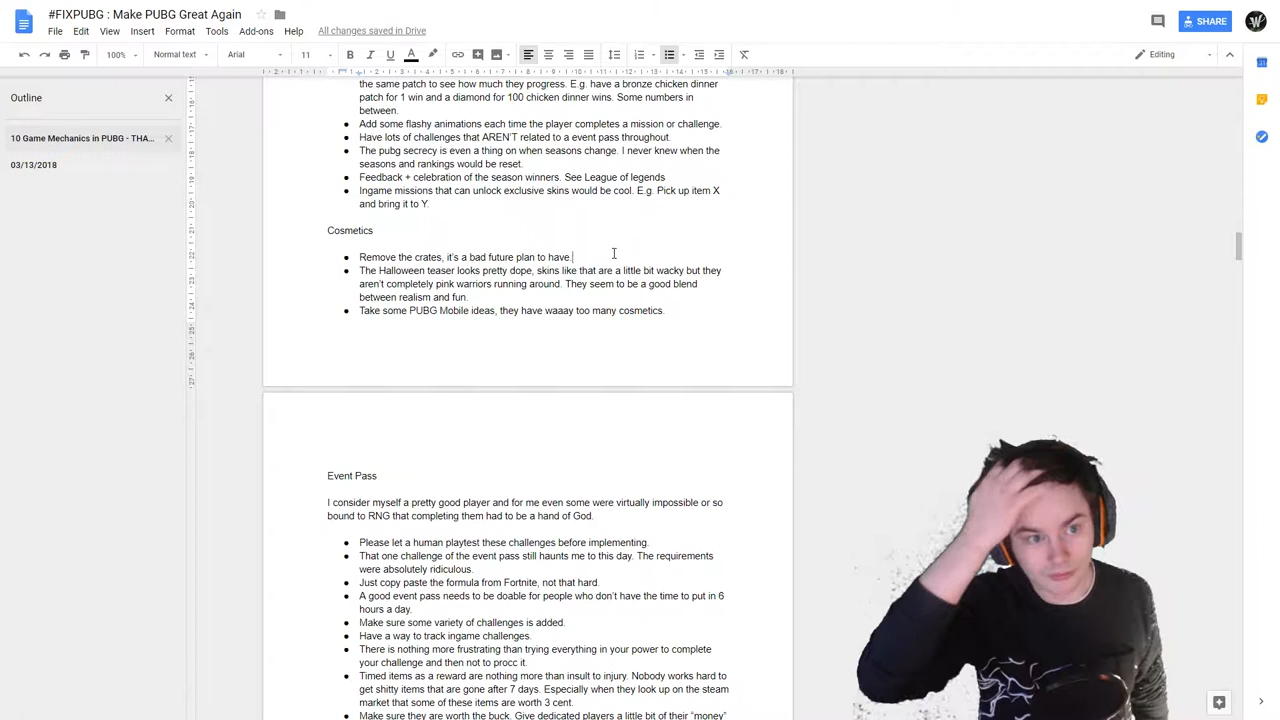 #FIXPUBG : Make PUBG Great Again
File Edit View Insert Format Tools Add-ons Help All changes saved in Drive
SHARE
100% Normal text Arial 11 B I U A Editing
Outline
10 Game Mechanics in PUBG - THA...
03/13/2018
the same patch to see how much they progress. E.g. have a bronze chicken dinner
patch for 1 win and a diamond for 100 chicken dinner wins. Some numbers in
between.
● Add some flashy animations each time the player completes a mission or challenge.
● Have lots of challenges that AREN'T related to a event pass throughout.
● The pubg secrecy is even a thing on when seasons change. I never knew when the
seasons and rankings would be reset.
● Feedback + celebration of the season winners. See League of legends
● Ingame missions that can unlock exclusive skins would be cool. E.g. Pick up item X
and bring it to Y.
Cosmetics
● Remove the crates, it's a bad future plan to have.
● The Halloween teaser looks pretty dope, skins like that are a little bit wacky but they
aren't completely pink warriors running around. They seem to be a good blend
between realism and fun.
● Take some PUBG Mobile ideas, they have waaay too many cosmetics.
Event Pass
I consider myself a pretty good player and for me even some were virtually impossible or so
bound to RNG that completing them had to be a hand of God.
● Please let a human playtest these challenges before implementing.
● That one challenge of the event pass still haunts me to this day. The requirements
were absolutely ridiculous.
● Just copy paste the formula from Fortnite, not that hard.
● A good event pass needs to be doable for people who don't have the time to put in 6
hours a day.
● Make sure some variety of challenges is added.
● Have a way to track ingame challenges.
● There is nothing more frustrating than trying everything in your power to complete
your challenge and then not to procc it.
● Timed items as a reward are nothing more than insult to injury. Nobody works hard to
get shitty items that are gone after 7 days. Especially when they look up on the steam
market that some of these items are worth 3 cent.
● Make sure they are worth the buck. Give dedicated players a little bit of their "money"